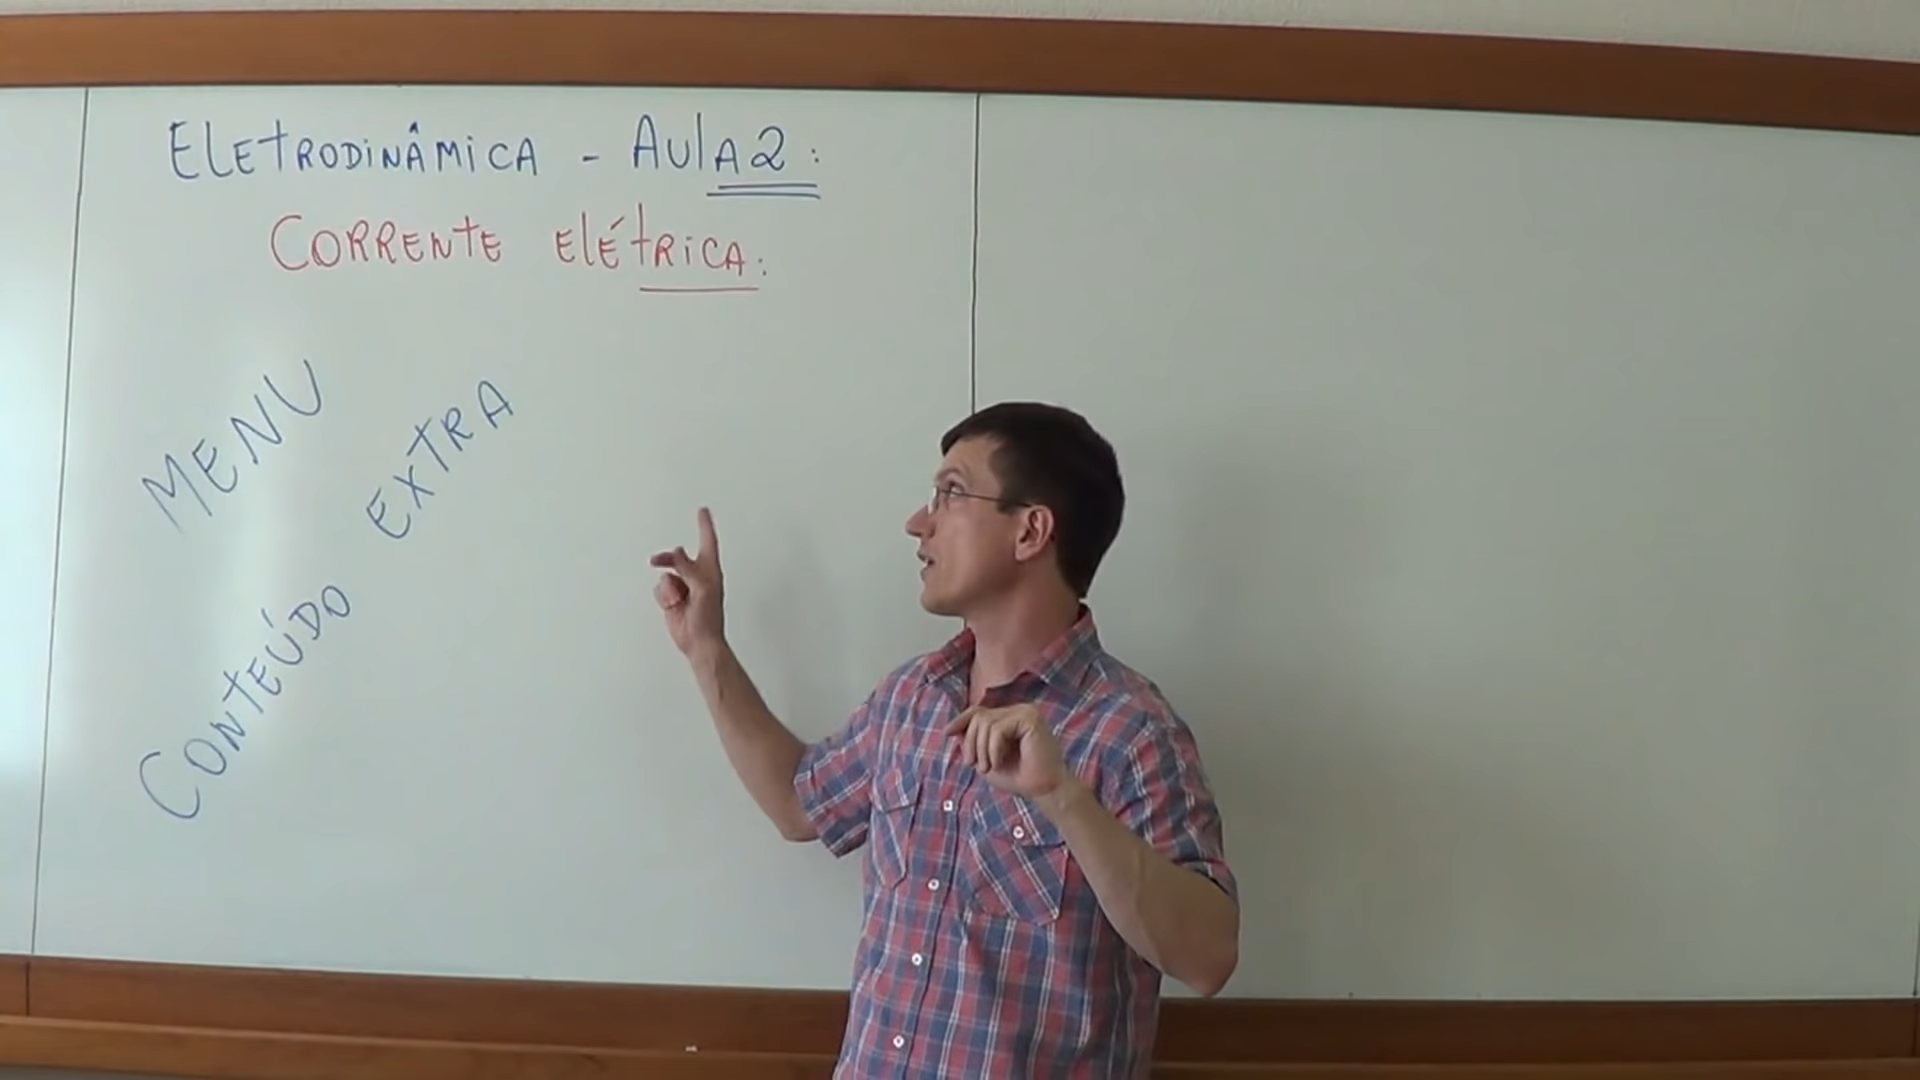 Eletrodinâmica - Aula 2:
Corrente elétrica:
MENU
EXTRA
CONTEÚDO